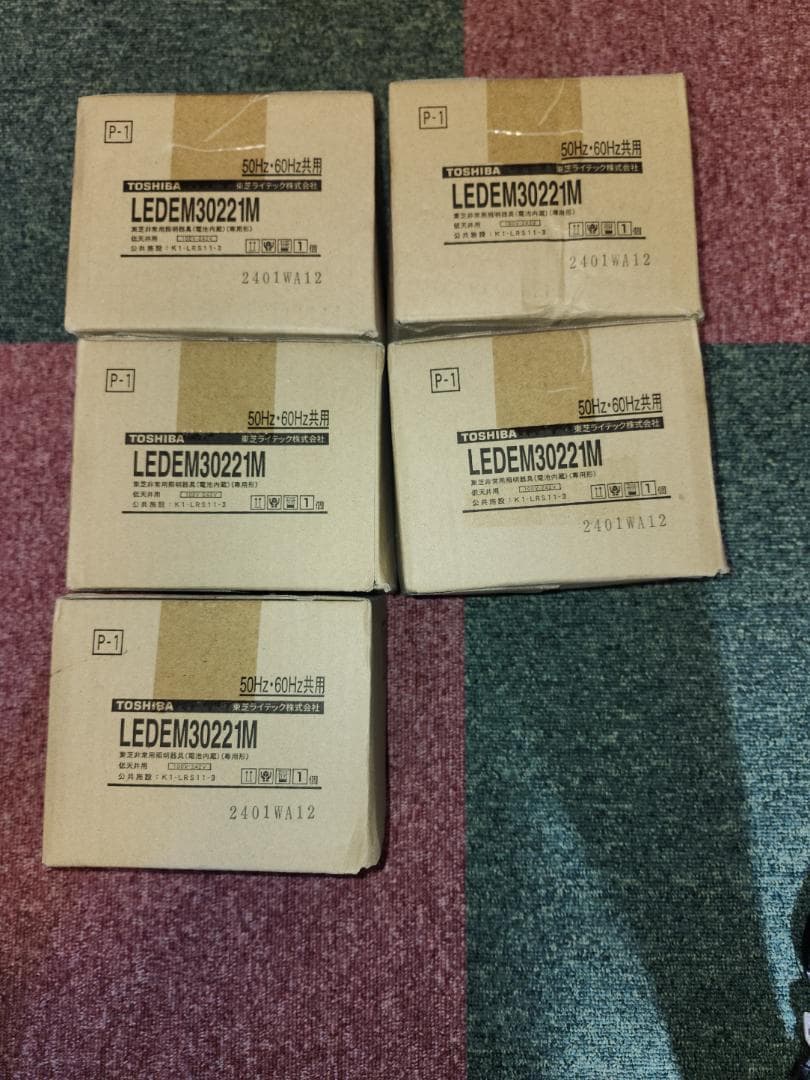 P-1
50Hz・60Hz共用
TOSHIBA 東芝ライテック株式会社
LEDEM30221M
東芝非常用照明器具(電池内蔵)(専用形)
低天井用 100V-242V
公共施設:K1-LRS11-3 1個
2401WA12
P-1
50Hz・60Hz共用
TOSHIBA 東芝ライテック株式会社
LEDEM30221M
東芝非常用照明器具(電池内蔵)(専用形)
低天井用 100V-242V
公共施設:K1-LRS11-3 1個
2401WA12
P-1
50Hz・60Hz共用
TOSHIBA 東芝ライテック株式会社
LEDEM30221M
東芝非常用照明器具(電池内蔵)(専用形)
低天井用 100V-242V
公共施設:K1-LRS11-3 1個
P-1
50Hz・60Hz共用
TOSHIBA 東芝ライテック株式会社
LEDEM30221M
東芝非常用照明器具(電池内蔵)(専用形)
低天井用 100V-242V
公共施設:K1-LRS11-3 1個
2401WA12
P-1
50Hz・60Hz共用
TOSHIBA 東芝ライテック株式会社
LEDEM30221M
東芝非常用照明器具(電池内蔵)(専用形)
低天井用 100V-242V
公共施設:K1-LRS11-3 1個
2401WA12